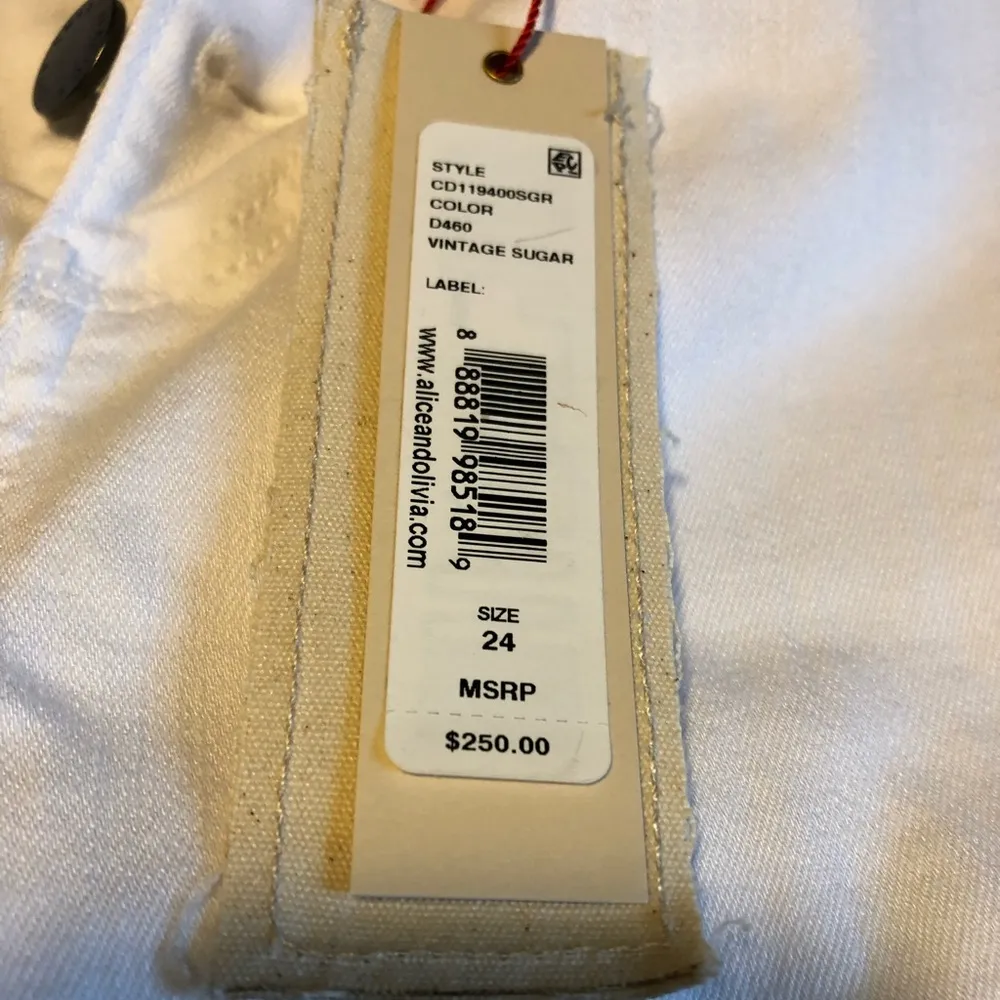 STYLE
CD119400SGR
COLOR
D460
VINTAGE SUGAR
LABEL:
8 88819 98518 9
www.aliceandolivia.com
SIZE
24
MSRP
$250.00